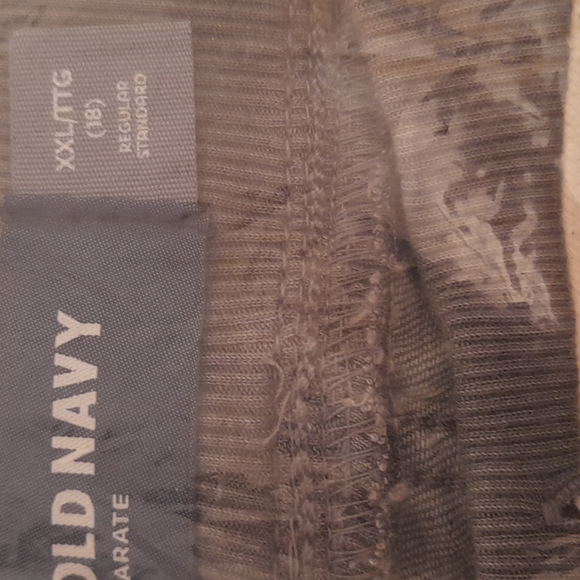 XXL/TTG
(18)
REGULAR
STANDARD
OLD NAVY
ARATE